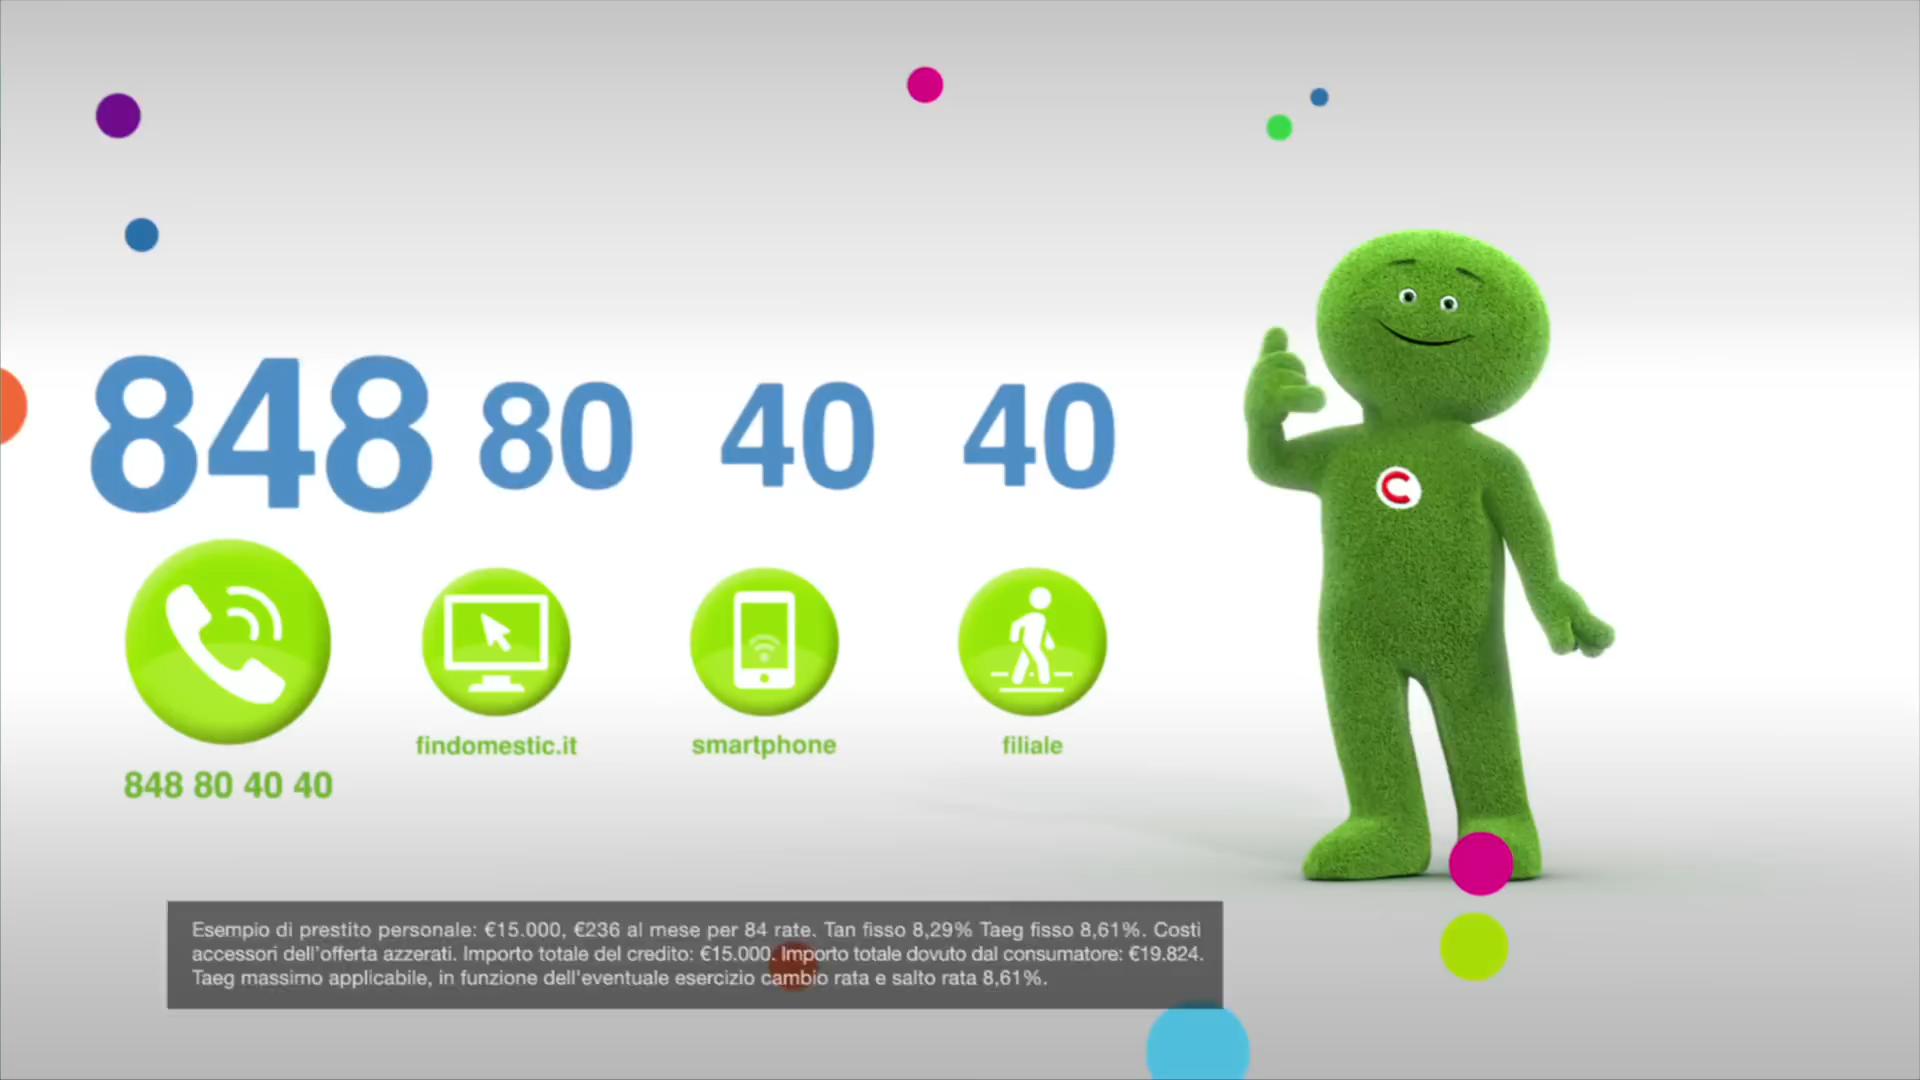 848 80 40 40
C
848 80 40 40
findomestic.it
smartphone
filiale
Esempio di prestito personale: €15.000, €236 al mese per 84 rate. Tan fisso 8,29% Taeg fisso 8,61%. Costi
accessori dell'offerta azzerati. Importo totale del credito: €15.000. Importo totale dovuto dal consumatore: €19.824.
Taeg massimo applicabile, in funzione dell'eventuale esercizio cambio rata e salto rata 8,61%.